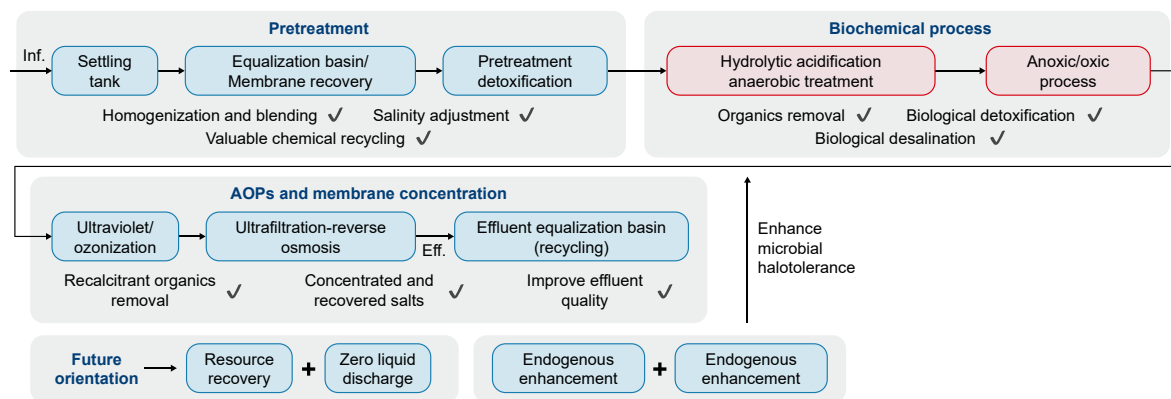 Pretreatment
Biochemical process
Inf.
Settling
tank
Equalization basin/
Membrane recovery
Pretreatment
detoxification
Hydrolytic acidification
anaerobic treatment
Anoxic/oxic
process
Homogenization and blending ✓
Salinity adjustment ✓
Valuable chemical recycling ✓
Organics removal ✓
Biological detoxification ✓
Biological desalination ✓
AOPs and membrane concentration
Ultraviolet/
ozonization
Ultrafiltration-reverse
osmosis
Eff.
Effluent equalization basin
(recycling)
Recalcitrant organics
removal ✓
Concentrated and
recovered salts ✓
Improve effluent
quality ✓
Enhance
microbial
halotolerance
Future
orientation
Resource
recovery
+
Zero liquid
discharge
Endogenous
enhancement
+
Endogenous
enhancement